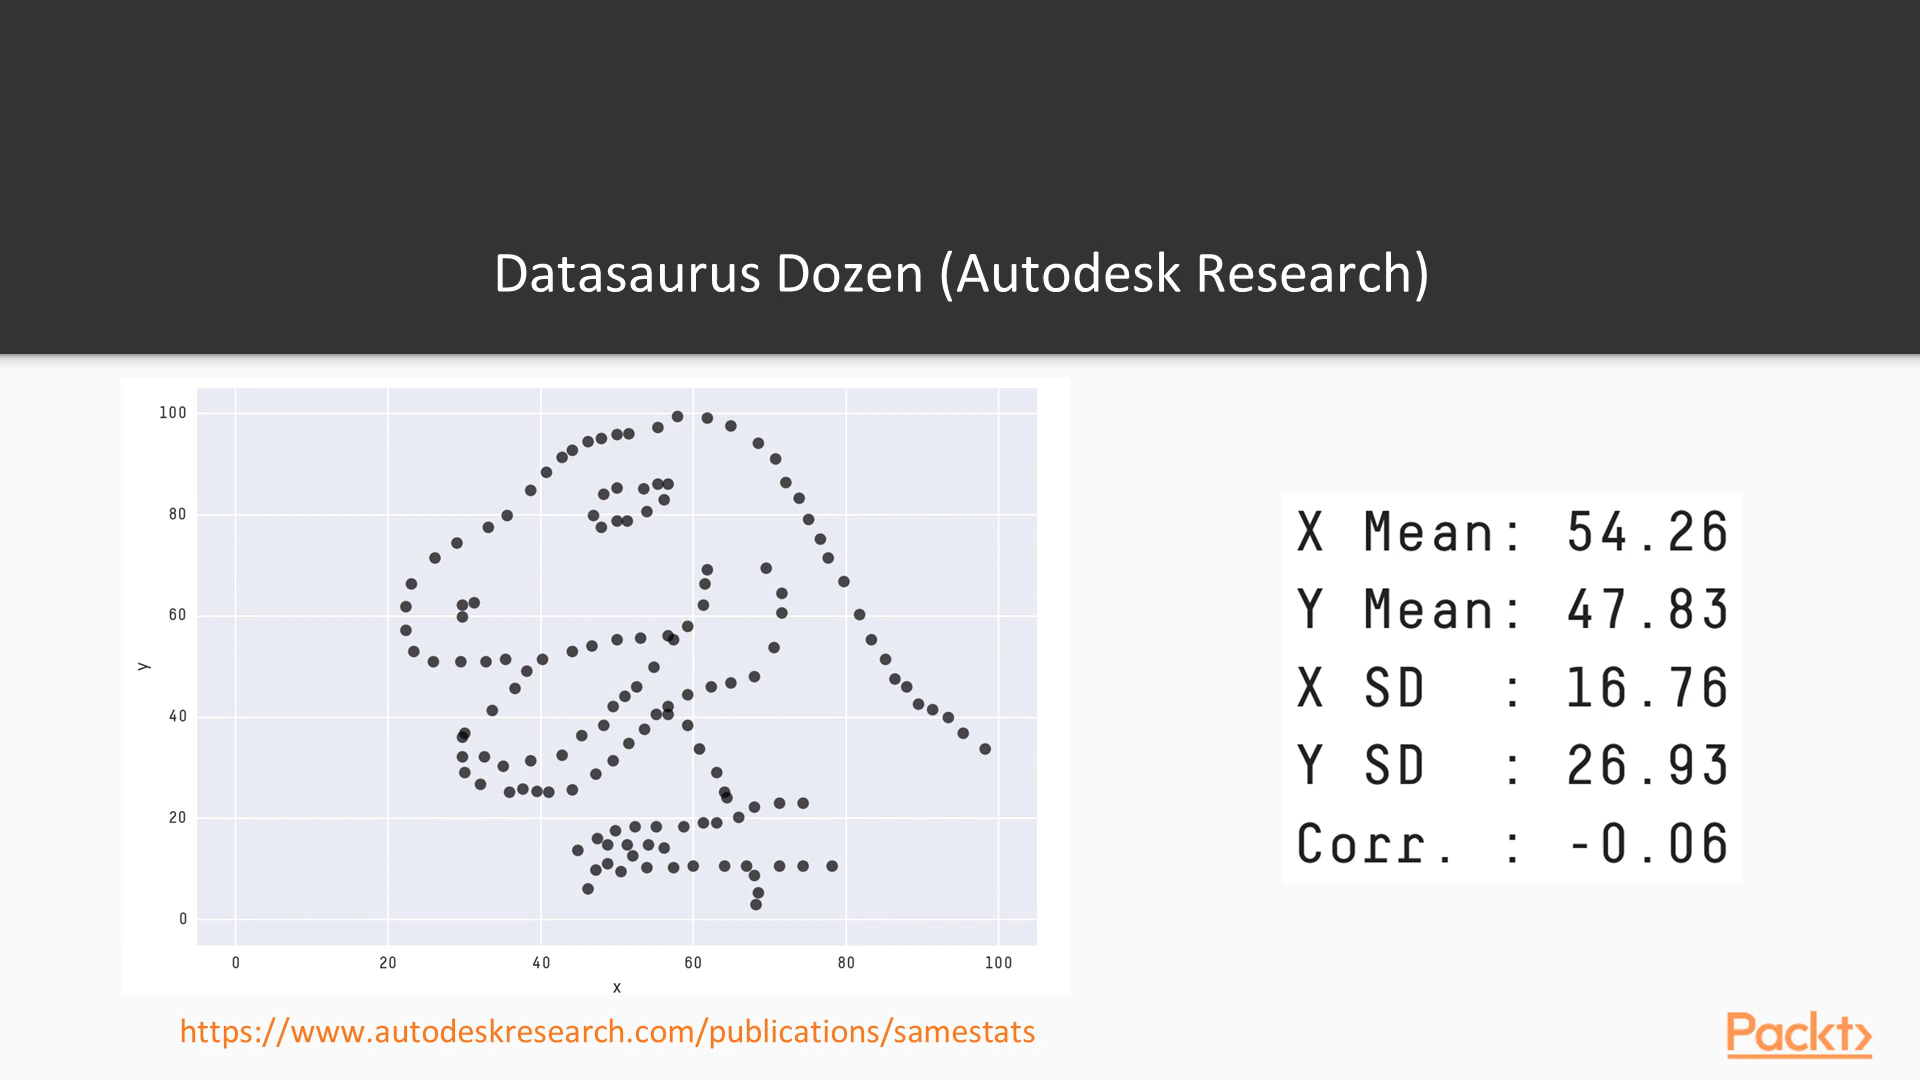 Datasaurus Dozen (Autodesk Research)
100
80
60
40
20
0
y
0 20 40 60 80 100
x
X Mean: 54.26
Y Mean: 47.83
X SD : 16.76
Y SD : 26.93
Corr. : -0.06
https://www.autodeskresearch.com/publications/samestats
Packt>